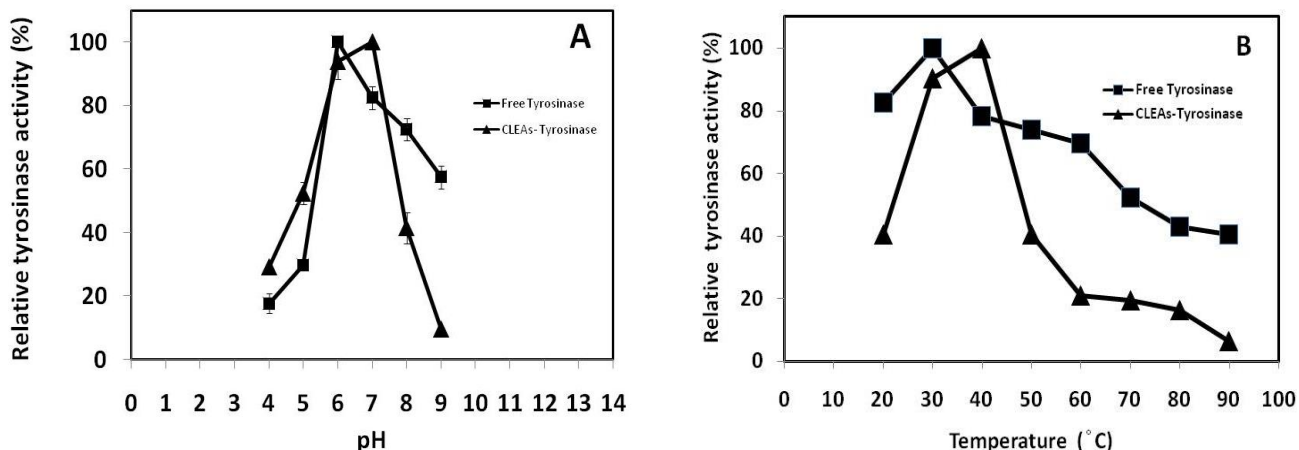 A
Relative tyrosinase activity (%)
100
80
60
40
20
0
Free Tyrosinase
CLEAs-Tyrosinase
0 1 2 3 4 5 6 7 8 9 10 11 12 13 14
pH
B
Relative tyrosinase activity (%)
100
80
60
40
20
0
Free Tyrosinase
CLEAs-Tyrosinase
0 10 20 30 40 50 60 70 80 90 100
Temperature (°C)